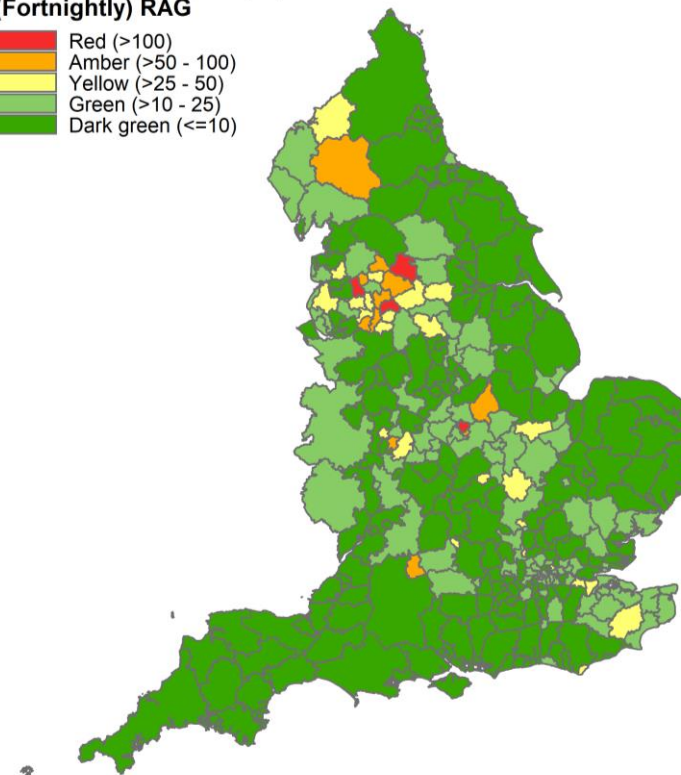 (Fortnightly) RAG
Red (>100)
Amber (>50 - 100)
Yellow (>25 - 50)
Green (>10 - 25)
Dark green (<=10)